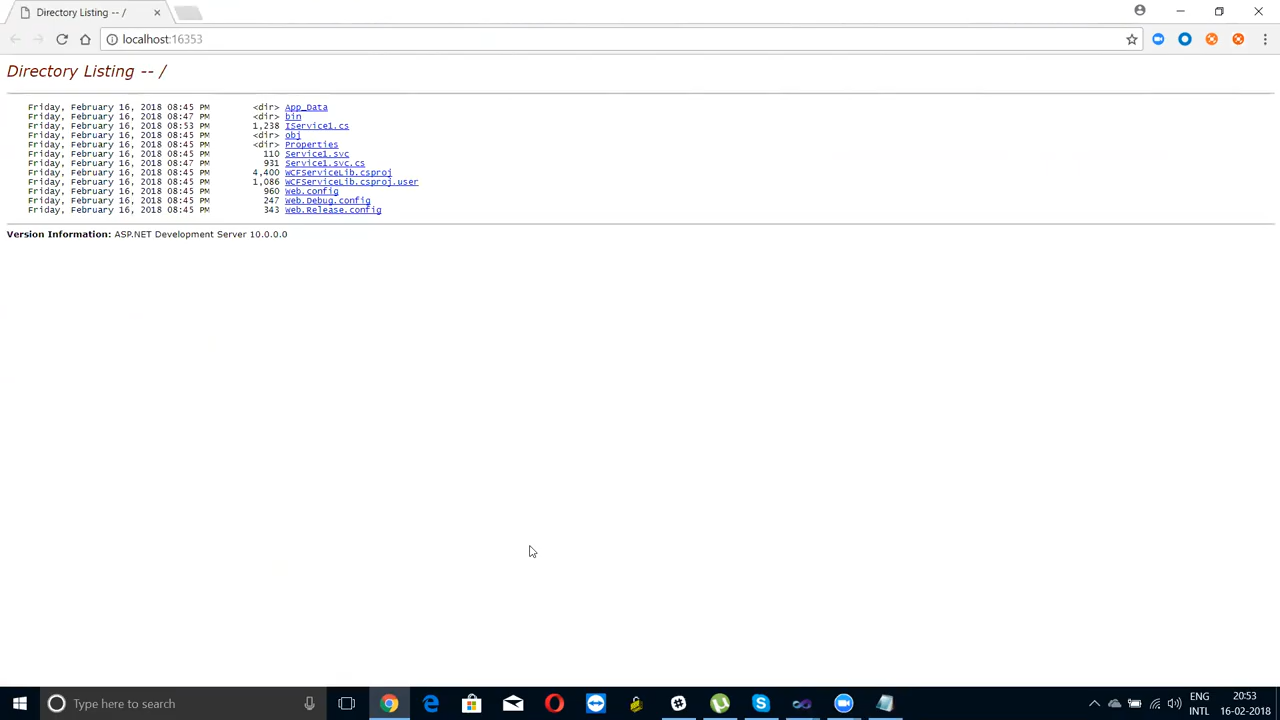 Directory Listing -- /
localhost:16353
Directory Listing -- /
Friday, February 16, 2018 08:45 PM <dir> App_Data
Friday, February 16, 2018 08:47 PM <dir> bin
Friday, February 16, 2018 08:53 PM 1,238 IService1.cs
Friday, February 16, 2018 08:45 PM <dir> obj
Friday, February 16, 2018 08:45 PM <dir> Properties
Friday, February 16, 2018 08:45 PM 110 Service1.svc
Friday, February 16, 2018 08:47 PM 931 Service1.svc.cs
Friday, February 16, 2018 08:45 PM 4,400 WCFServiceLib.csproj
Friday, February 16, 2018 08:45 PM 1,086 WCFServiceLib.csproj.user
Friday, February 16, 2018 08:45 PM 960 Web.config
Friday, February 16, 2018 08:45 PM 247 Web.Debug.config
Friday, February 16, 2018 08:45 PM 343 Web.Release.config
Version Information: ASP.NET Development Server 10.0.0.0
Type here to search
ENG
INTL
20:53
16-02-2018